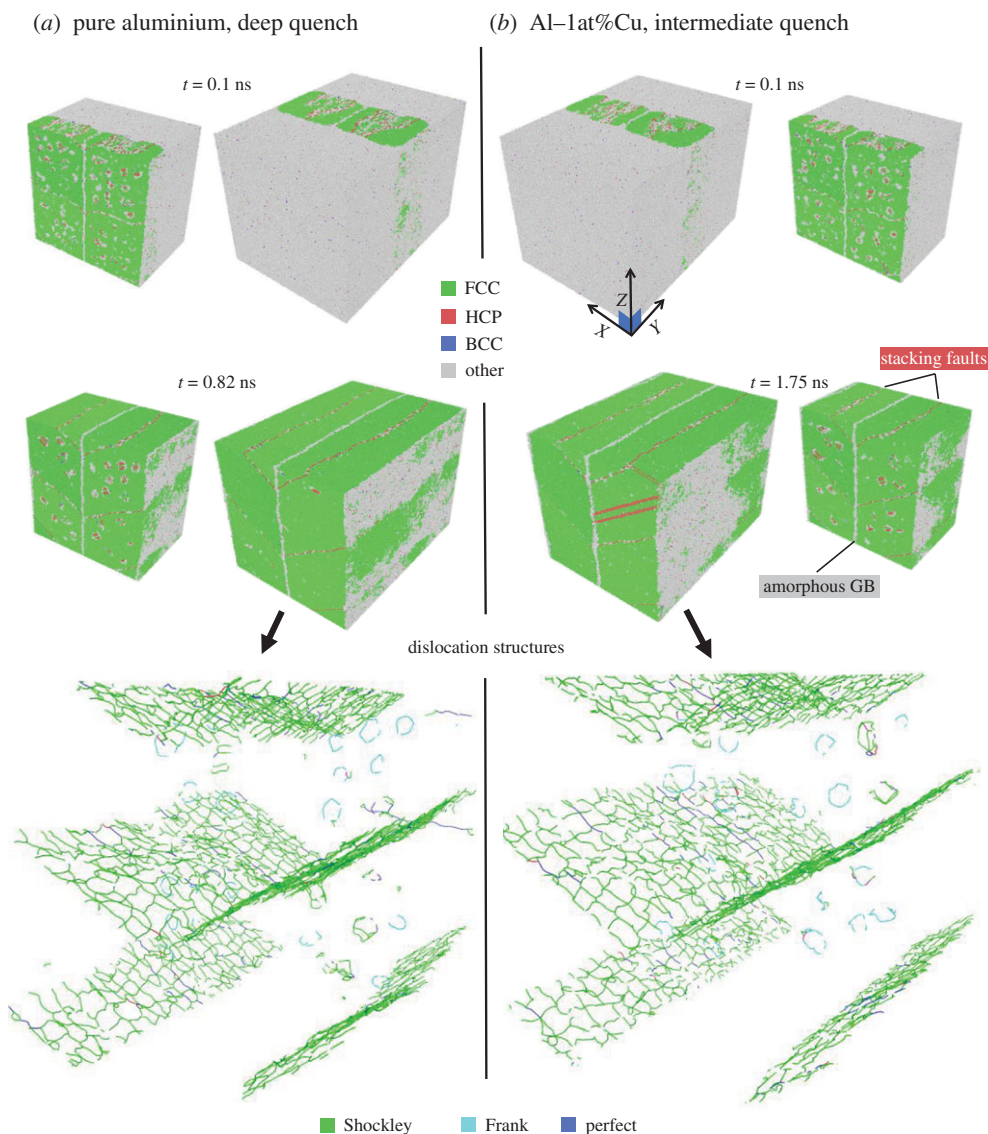 (a) pure aluminium, deep quench
(b) Al–1at%Cu, intermediate quench
t = 0.1 ns
t = 0.1 ns
FCC
HCP
BCC
other
Z
X
Y
t = 0.82 ns
t = 1.75 ns
stacking faults
amorphous GB
dislocation structures
Shockley
Frank
perfect